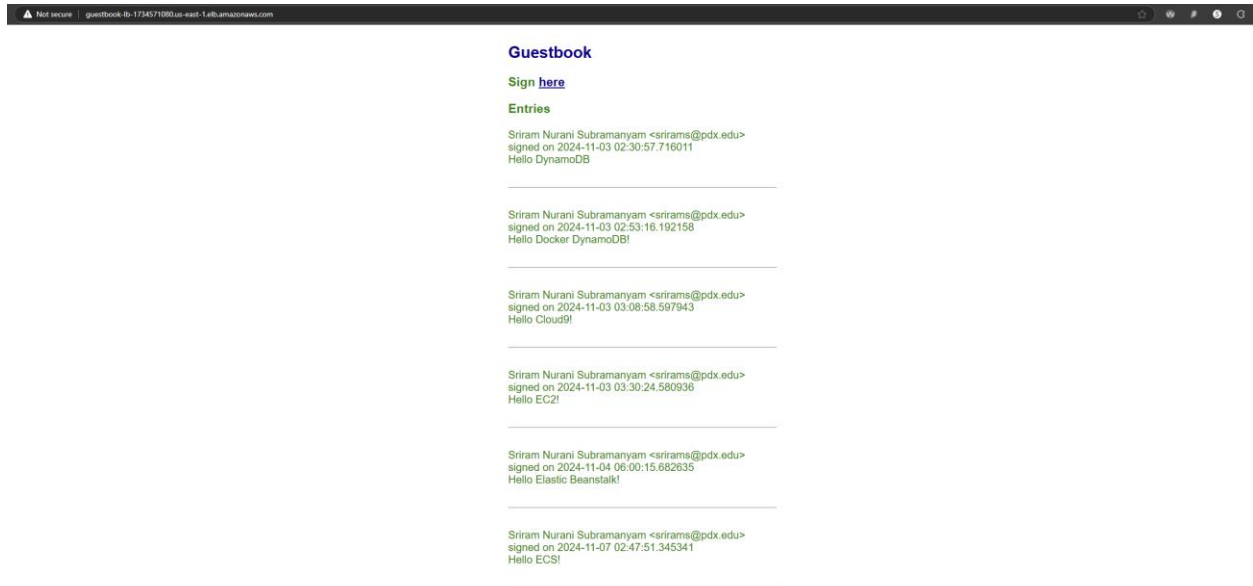 Not secure guestbook-lb-1734571080.us-east-1.elb.amazonaws.com
Guestbook
Sign here
Entries
Sriram Nurani Subramanyam <srirams@pdx.edu>
signed on 2024-11-03 02:30:57.716011
Hello DynamoDB
Sriram Nurani Subramanyam <srirams@pdx.edu>
signed on 2024-11-03 02:53:16.192158
Hello Docker DynamoDB!
Sriram Nurani Subramanyam <srirams@pdx.edu>
signed on 2024-11-03 03:08:58.597943
Hello Cloud9!
Sriram Nurani Subramanyam <srirams@pdx.edu>
signed on 2024-11-03 03:30:24.580936
Hello EC2!
Sriram Nurani Subramanyam <srirams@pdx.edu>
signed on 2024-11-04 06:00:15.682635
Hello Elastic Beanstalk!
Sriram Nurani Subramanyam <srirams@pdx.edu>
signed on 2024-11-07 02:47:51.345341
Hello ECS!